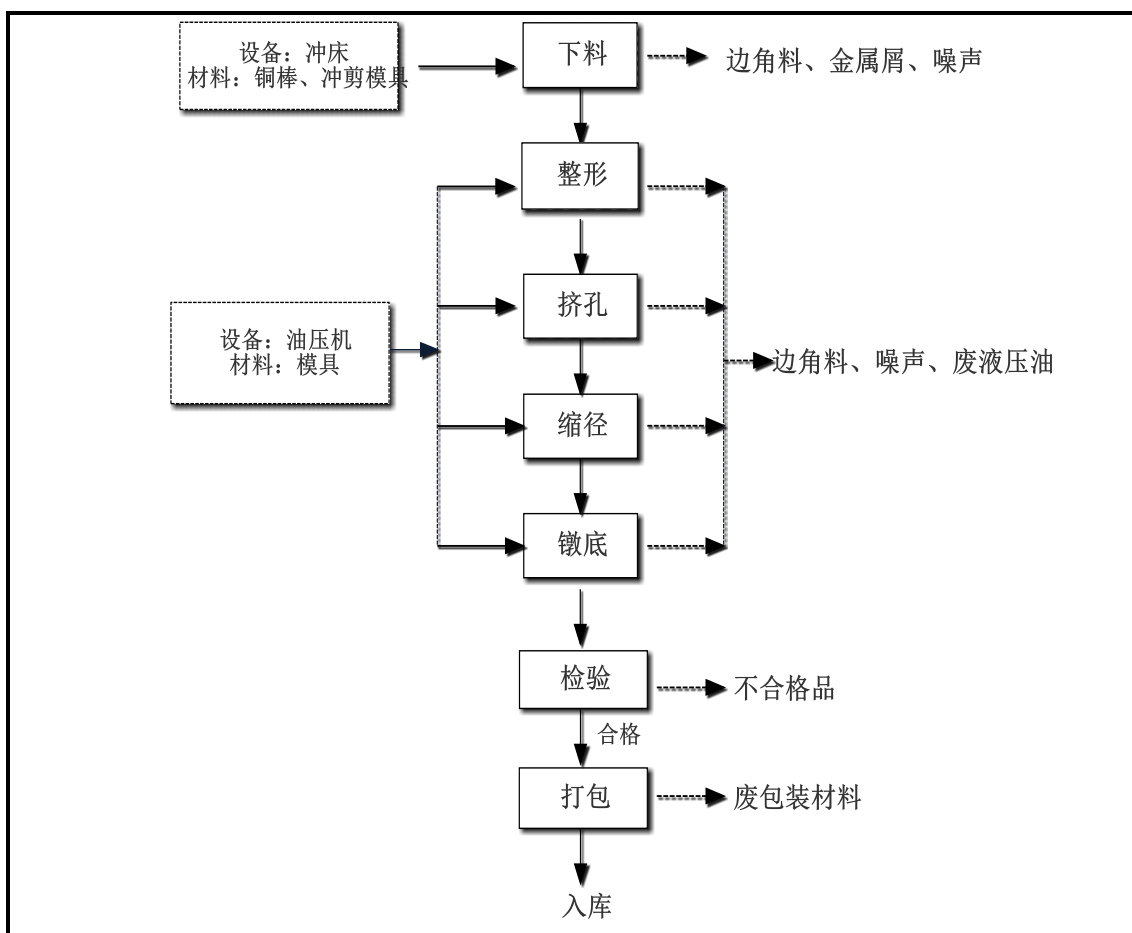 设备：冲床
材料：铜棒、冲剪模具
下料
边角料、金属屑、噪声
整形
挤孔
设备：油压机
材料：模具
边角料、噪声、废液压油
缩径
镦底
检验
不合格品
合格
打包
废包装材料
入库